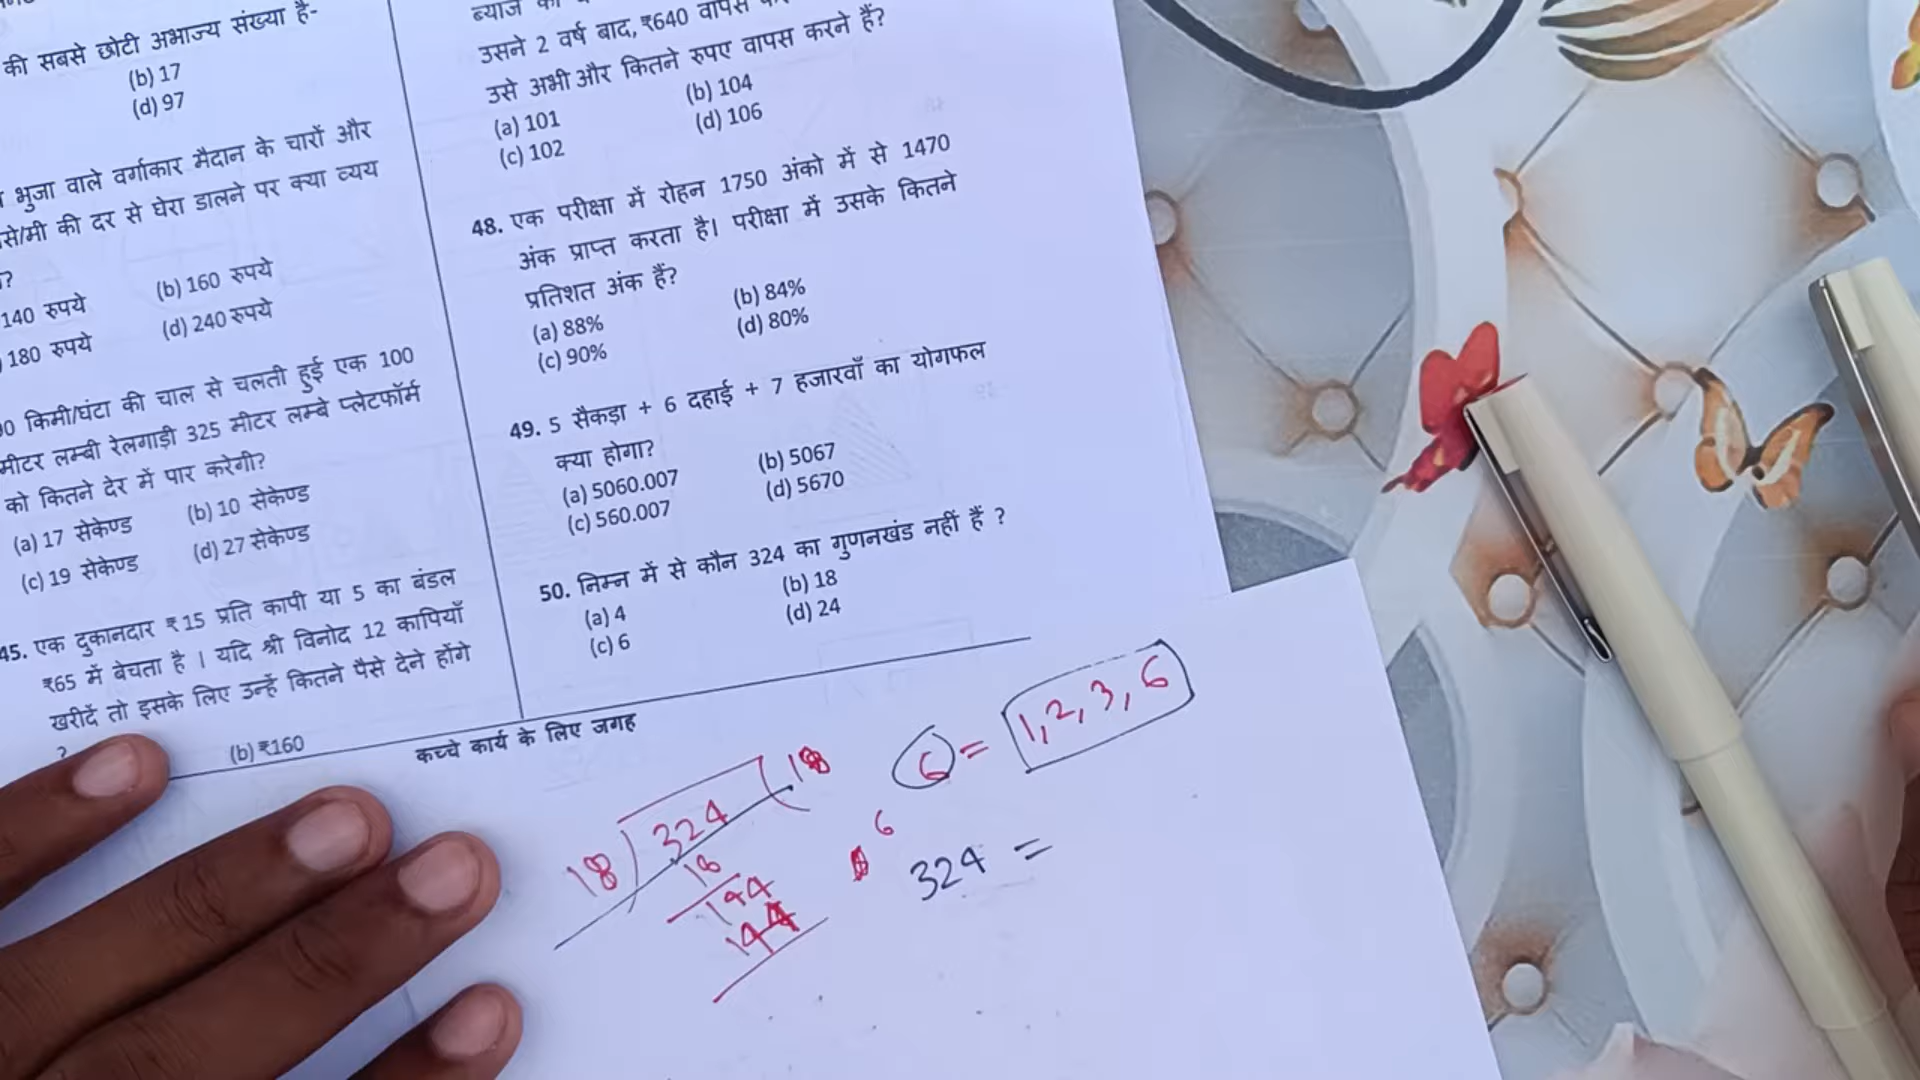 की सबसे छोटी अभाज्य संख्या है-
(b) 17
(d) 97
भुजा वाले वर्गाकार मैदान के चारों और
से/मी की दर से घेरा डालने पर क्या व्यय
?
140 रुपये (b) 160 रुपये
180 रुपये (d) 240 रुपये
0 किमी/घंटा की चाल से चलती हुई एक 100
मीटर लम्बी रेलगाड़ी 325 मीटर लम्बे प्लेटफॉर्म
को कितने देर में पार करेगी?
(a) 17 सेकेण्ड (b) 10 सेकेण्ड
(c) 19 सेकेण्ड (d) 27 सेकेण्ड
45. एक दुकानदार ₹15 प्रति कापी या 5 का बंडल
₹65 में बेचता है । यदि श्री विनोद 12 कापियाँ
खरीदें तो इसके लिए उन्हें कितने पैसे देने होंगे
?
(b) ₹160
ब्याज
उसने 2 वर्ष बाद, ₹640 वापस
उसे अभी और कितने रुपए वापस करने हैं?
(a) 101 (b) 104
(c) 102 (d) 106
48. एक परीक्षा में रोहन 1750 अंको में से 1470
अंक प्राप्त करता है। परीक्षा में उसके कितने
प्रतिशत अंक हैं?
(a) 88% (b) 84%
(c) 90% (d) 80%
49. 5 सैकड़ा + 6 दहाई + 7 हजारवाँ का योगफल
क्या होगा?
(a) 5060.007 (b) 5067
(c) 560.007 (d) 5670
50. निम्न में से कौन 324 का गुणनखंड नहीं हैं ?
(a) 4 (b) 18
(c) 6 (d) 24
कच्चे कार्य के लिए जगह
18 ) 324 ( 18
18
144
144
6 = 1, 2, 3, 6
6
324 =